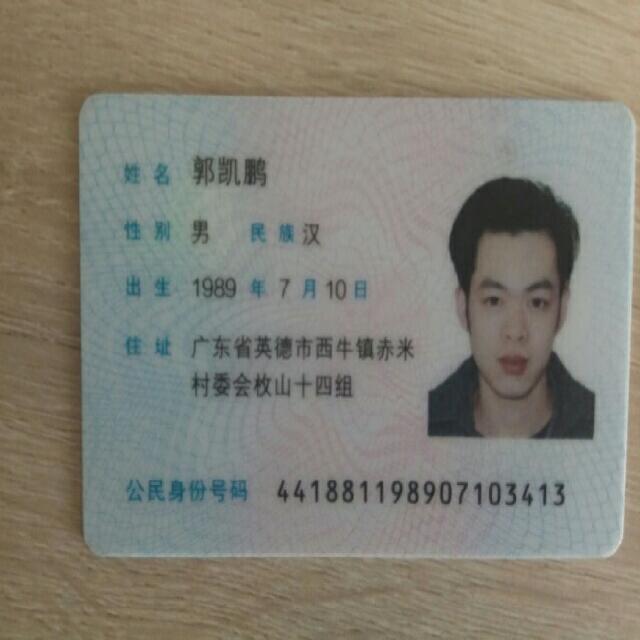 姓名 郭凯鹏
性别 男 民族 汉
出生 1989 年 7 月 10 日
住址 广东省英德市西牛镇赤米
村委会枚山十四组
公民身份号码 441881198907103413